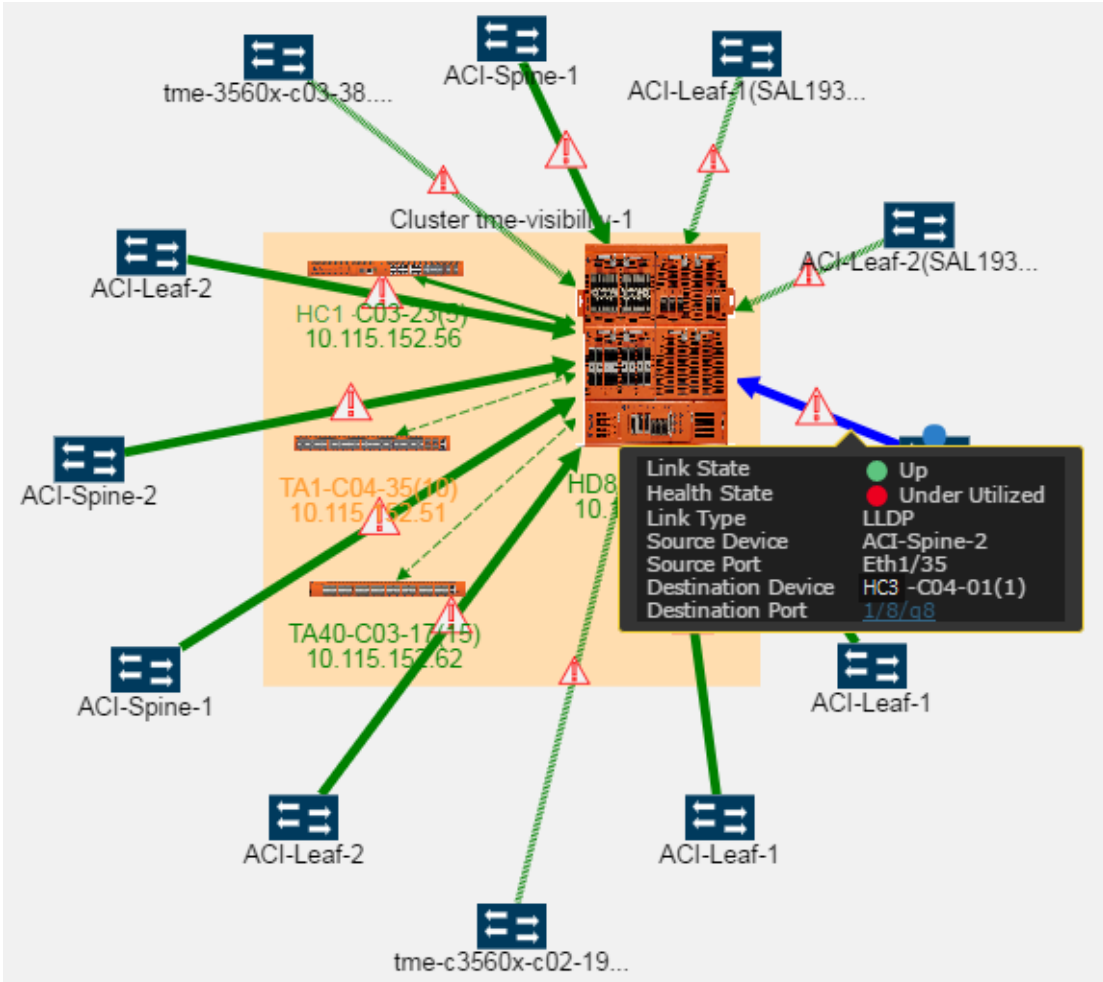 tme-3560x-c03-38....
ACI-Spine-1
ACI-Leaf-1(SAL193...
Cluster tme-visibility-1
ACI-Leaf-2
ACI-Leaf-2(SAL193...
HC1 -C03-23(5)
10.115.152.56
ACI-Spine-2
TA1-C04-35(10)
10.115.152.51
HD8
10.1
Link State Up
Health State Under Utilized
Link Type LLDP
Source Device ACI-Spine-2
Source Port Eth1/35
Destination Device HC3 -C04-01(1)
Destination Port 1/8/q8
TA40-C03-17(15)
10.115.152.62
ACI-Spine-1
ACI-Leaf-1
ACI-Leaf-2
ACI-Leaf-1
tme-c3560x-c02-19...